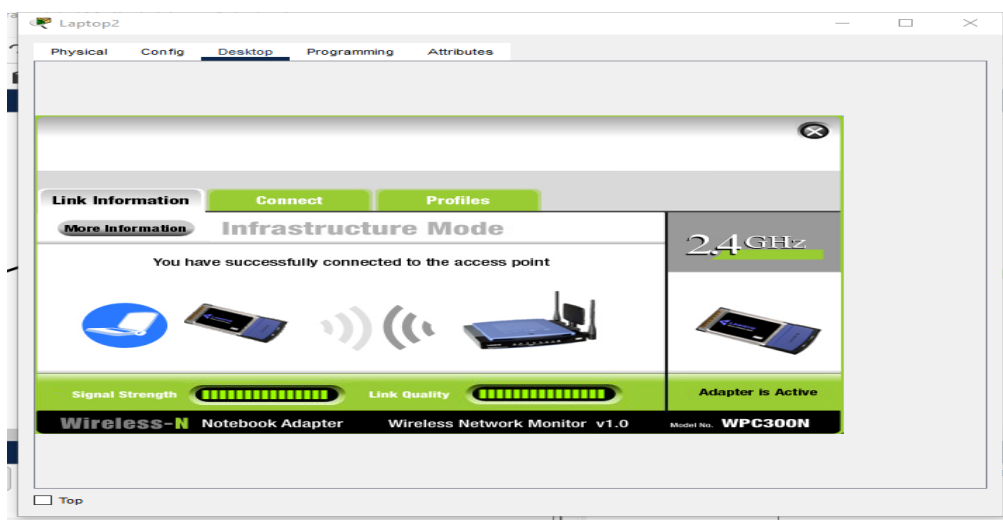 Laptop2
Physical Config Desktop Programming Attributes
Link Information Connect Profiles
More Information Infrastructure Mode
2.4GHz
You have successfully connected to the access point
Signal Strength Link Quality Adapter is Active
Wireless-N Notebook Adapter Wireless Network Monitor v1.0 Model No. WPC300N
Top